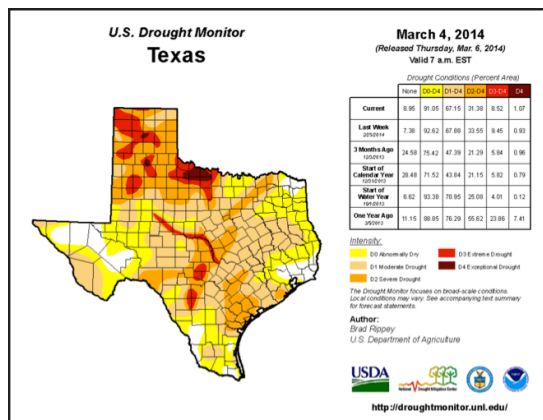 U.S. Drought Monitor
Texas
March 4, 2014
(Released Thursday, Mar. 6, 2014)
Valid 7 a.m. EST
Drought Conditions (Percent Area)
None D0-D4 D1-D4 D2-D4 D3-D4 D4
Current 8.95 91.05 67.15 31.38 8.52 1.07
Last Week 7.38 92.62 67.88 33.55 9.45 0.93
2/25/2014
3 Months Ago 24.58 75.42 47.39 21.29 5.84 0.96
12/3/2013
Start of
Calendar Year 28.48 71.52 43.84 21.15 5.82 0.79
12/31/2013
Start of
Water Year 6.62 93.38 70.95 25.08 4.01 0.12
10/1/2013
One Year Ago 11.15 88.85 76.29 55.62 23.86 7.41
3/5/2013
Intensity:
D0 Abnormally Dry D3 Extreme Drought
D1 Moderate Drought D4 Exceptional Drought
D2 Severe Drought
The Drought Monitor focuses on broad-scale conditions.
Local conditions may vary. See accompanying text summary
for forecast statements.
Author:
Brad Rippey
U.S. Department of Agriculture
USDA
National Drought Mitigation Center
http://droughtmonitor.unl.edu/